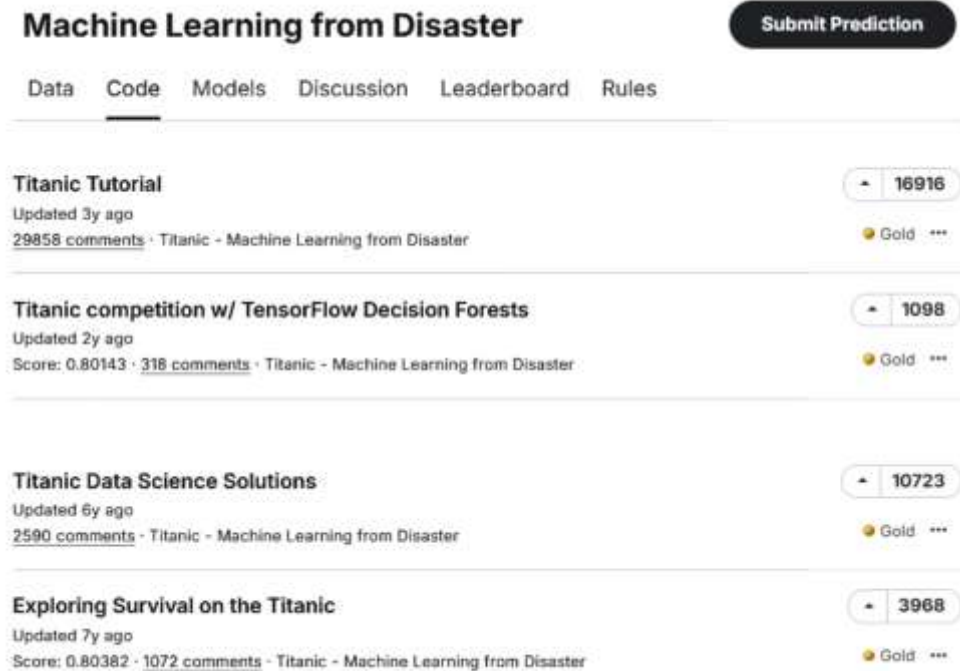 Machine Learning from Disaster
Submit Prediction
Data Code Models Discussion Leaderboard Rules
Titanic Tutorial
16916
Updated 3y ago
29858 comments · Titanic - Machine Learning from Disaster
Gold •••
Titanic competition w/ TensorFlow Decision Forests
1098
Updated 2y ago
Score: 0.80143 · 318 comments · Titanic - Machine Learning from Disaster
Gold •••
Titanic Data Science Solutions
10723
Updated 6y ago
2590 comments · Titanic - Machine Learning from Disaster
Gold •••
Exploring Survival on the Titanic
3968
Updated 7y ago
Score: 0.80382 · 1072 comments · Titanic - Machine Learning from Disaster
Gold •••